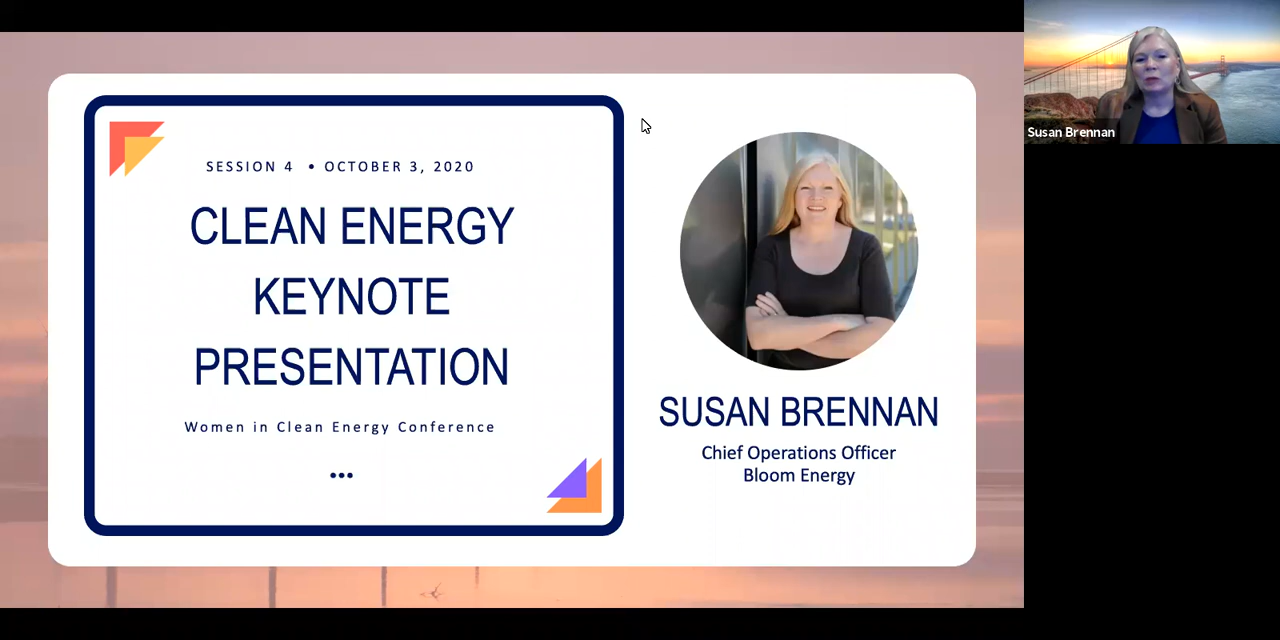 SESSION 4 • OCTOBER 3, 2020
CLEAN ENERGY
KEYNOTE
PRESENTATION
Women in Clean Energy Conference
•••
SUSAN BRENNAN
Chief Operations Officer
Bloom Energy
Susan Brennan